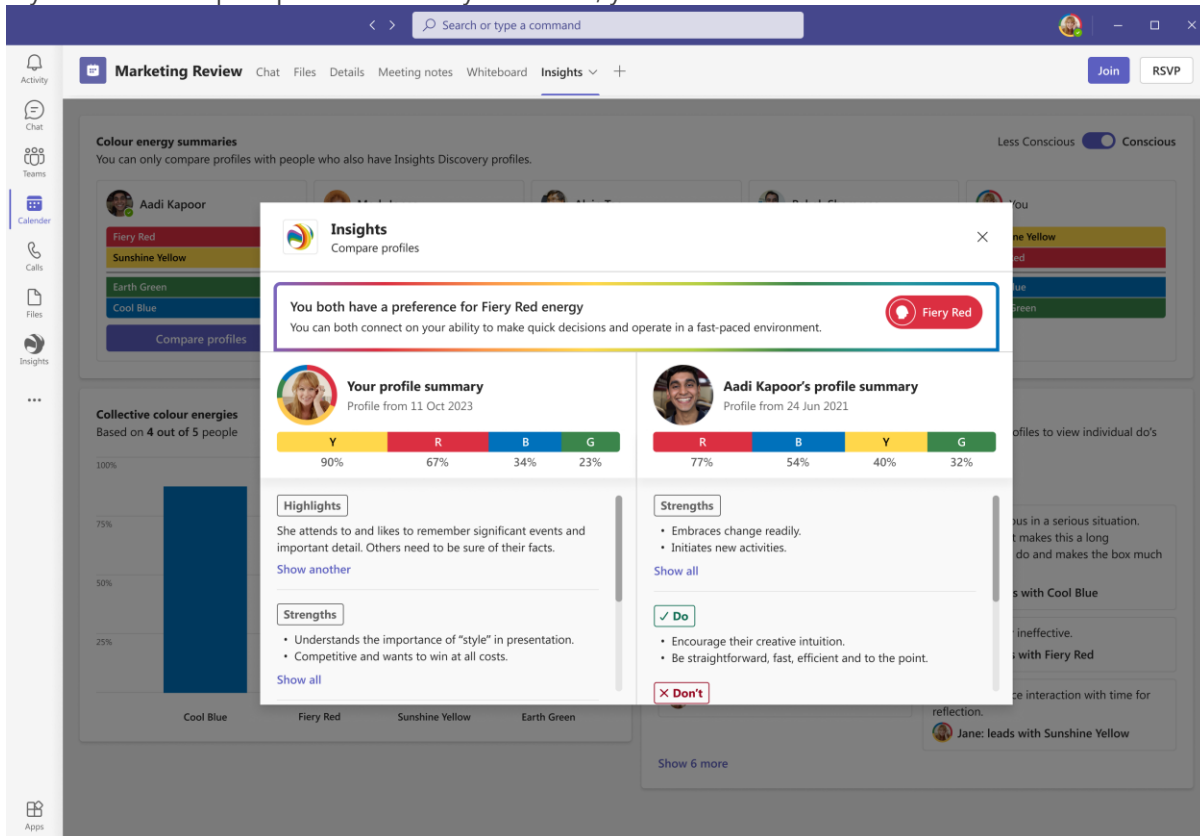 Search or type a command
Activity
Chat
Teams
Calender
Calls
Files
Insights
Apps
Marketing Review
Chat Files Details Meeting notes Whiteboard Insights
Join RSVP
Colour energy summaries
You can only compare profiles with people who also have Insights Discovery profiles.
Less Conscious Conscious
Aadi Kapoor
Fiery Red
Sunshine Yellow
Earth Green
Cool Blue
Compare profiles
Insights
Compare profiles
You both have a preference for Fiery Red energy
You can both connect on your ability to make quick decisions and operate in a fast-paced environment.
Fiery Red
Your profile summary
Profile from 11 Oct 2023
Y R B G
90% 67% 34% 23%
Highlights
She attends to and likes to remember significant events and
important detail. Others need to be sure of their facts.
Show another
Strengths
• Understands the importance of “style” in presentation.
• Competitive and wants to win at all costs.
Show all
Aadi Kapoor’s profile summary
Profile from 24 Jun 2021
R B Y G
77% 54% 40% 32%
Strengths
• Embraces change readily.
• Initiates new activities.
Show all
✓ Do
• Encourage their creative intuition.
• Be straightforward, fast, efficient and to the point.
✕ Don’t
Collective colour energies
Based on 4 out of 5 people
100%
75%
50%
25%
Cool Blue Fiery Red Sunshine Yellow Earth Green
ofiles to view individual do's
in a serious situation.
t makes this a long
do and makes the box much
s with Cool Blue
ineffective.
with Fiery Red
interaction with time for
reflection.
Jane: leads with Sunshine Yellow
Show 6 more